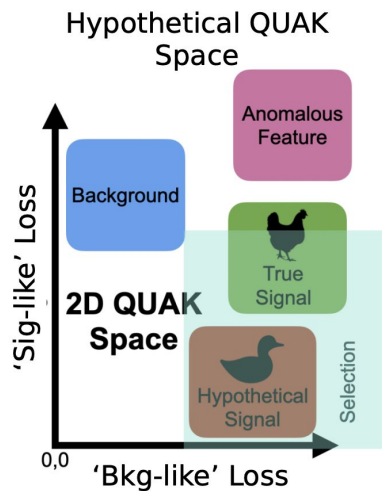 Hypothetical QUAK
Space
Anomalous
Feature
Background
True
Signal
2D QUAK
Space
Hypothetical
Signal
Selection
'Sig-like' Loss
0,0
'Bkg-like' Loss